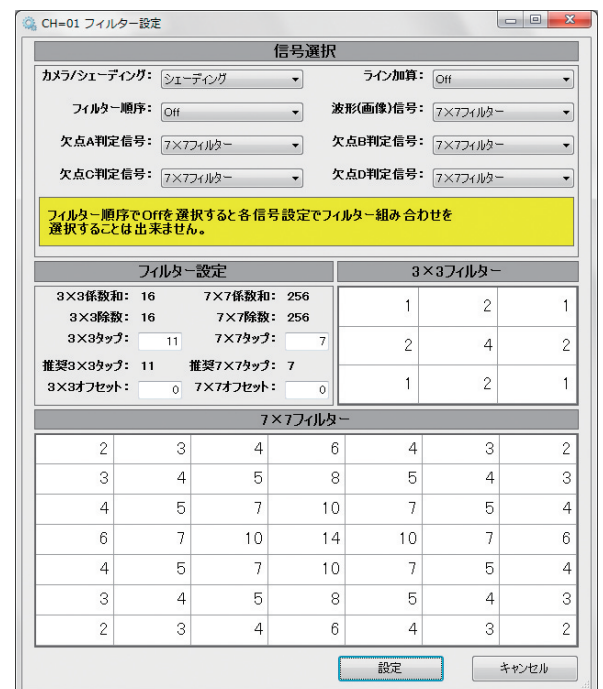 CH=01 フィルター設定
信号選択
カメラ/シェーディング: シェーディング ライン加算: Off
フィルター順序: Off 波形(画像)信号: 7×7フィルター
欠点A判定信号: 7×7フィルター 欠点B判定信号: 7×7フィルター
欠点C判定信号: 7×7フィルター 欠点D判定信号: 7×7フィルター
フィルター順序でOffを選択すると各信号設定でフィルター組み合わせを
選択することは出来ません。
フィルター設定
3×3係数和: 16 7×7係数和: 256
3×3除数: 16 7×7除数: 256
3×3タップ: 11 7×7タップ: 7
推奨3×3タップ: 11 推奨7×7タップ: 7
3×3オフセット: 0 7×7オフセット: 0
3×3フィルター
1 2 1
2 4 2
1 2 1
7×7フィルター
2 3 4 6 4 3 2
3 4 5 8 5 4 3
4 5 7 10 7 5 4
6 7 10 14 10 7 6
4 5 7 10 7 5 4
3 4 5 8 5 4 3
2 3 4 6 4 3 2
設定 キャンセル